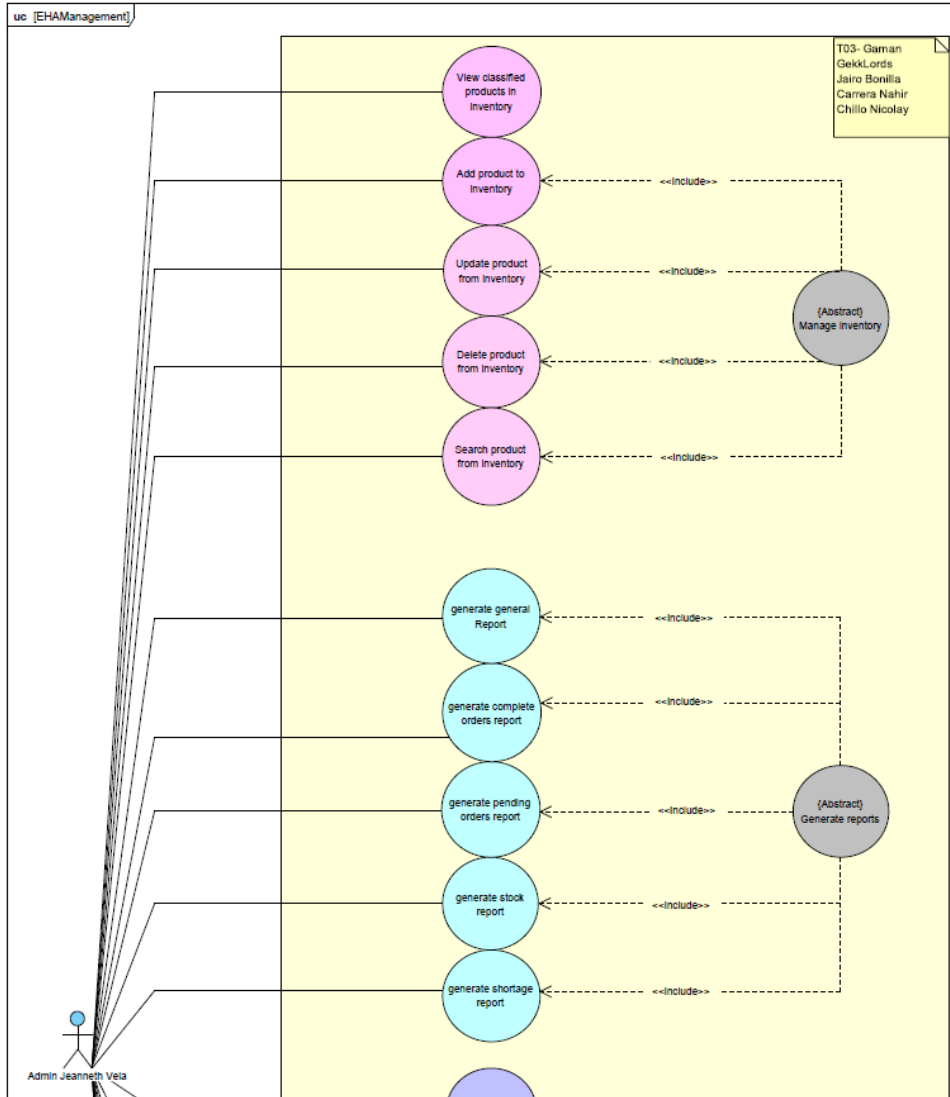 uc [EHAManagement]
T03- Gaman
GekkLords
Jairo Bonilla
Carrera Nahir
Chillo Nicolay
View classified
products in
Inventory
Add product to
Inventory
<<Include>>
Update product
from Inventory
<<Include>>
{Abstract}
Manage Inventory
Delete product
from Inventory
<<Include>>
Search product
from Inventory
<<Include>>
generate general
Report
<<Include>>
generate complete
orders report
<<Include>>
generate pending
orders report
<<Include>>
{Abstract}
Generate reports
generate stock
report
<<Include>>
generate shortage
report
<<Include>>
Admin Jeanneth Vela